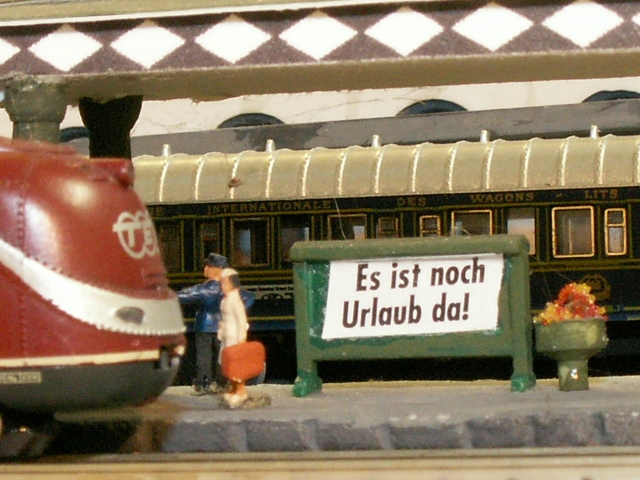 INTERNATIONALE DES WAGONS LITS
Es ist noch
Urlaub da!